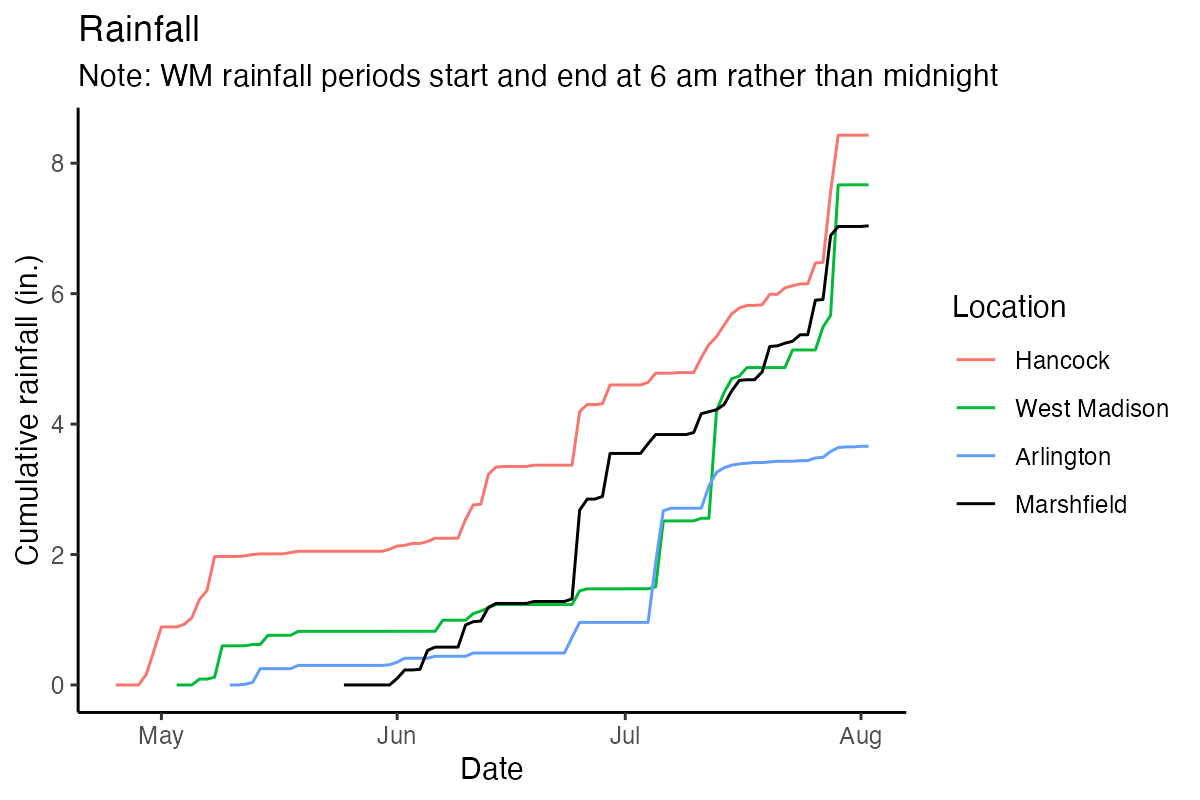 Rainfall
Note: WM rainfall periods start and end at 6 am rather than midnight
Cumulative rainfall (in.)
8
6
4
2
0
May
Jun
Jul
Aug
Date
Location
Hancock
West Madison
Arlington
Marshfield